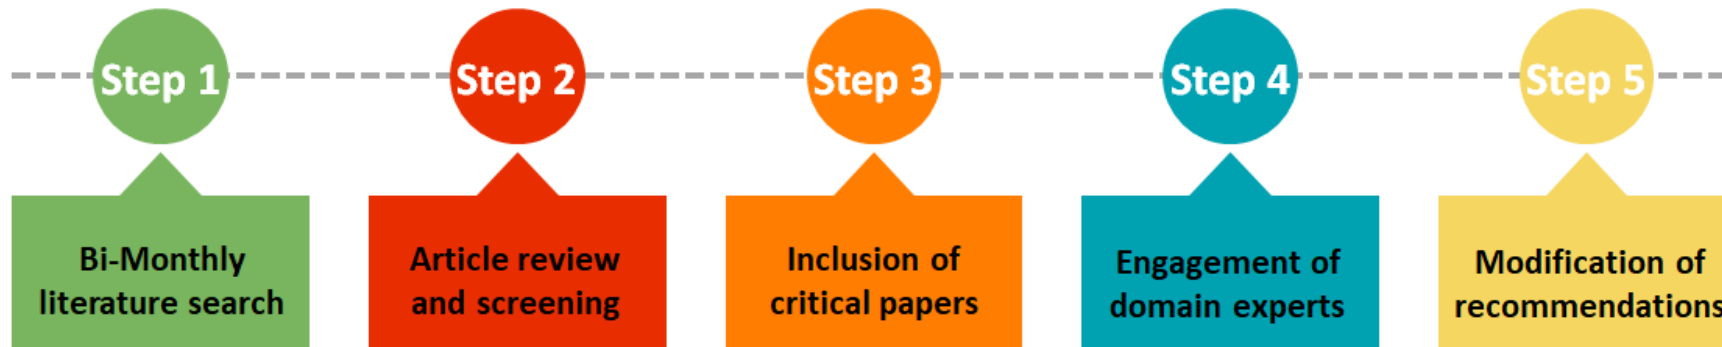 Step 1
Step 2
Step 3
Step 4
Step 5
Bi-Monthly
literature search
Article review
and screening
Inclusion of
critical papers
Engagement of
domain experts
Modification of
recommendations